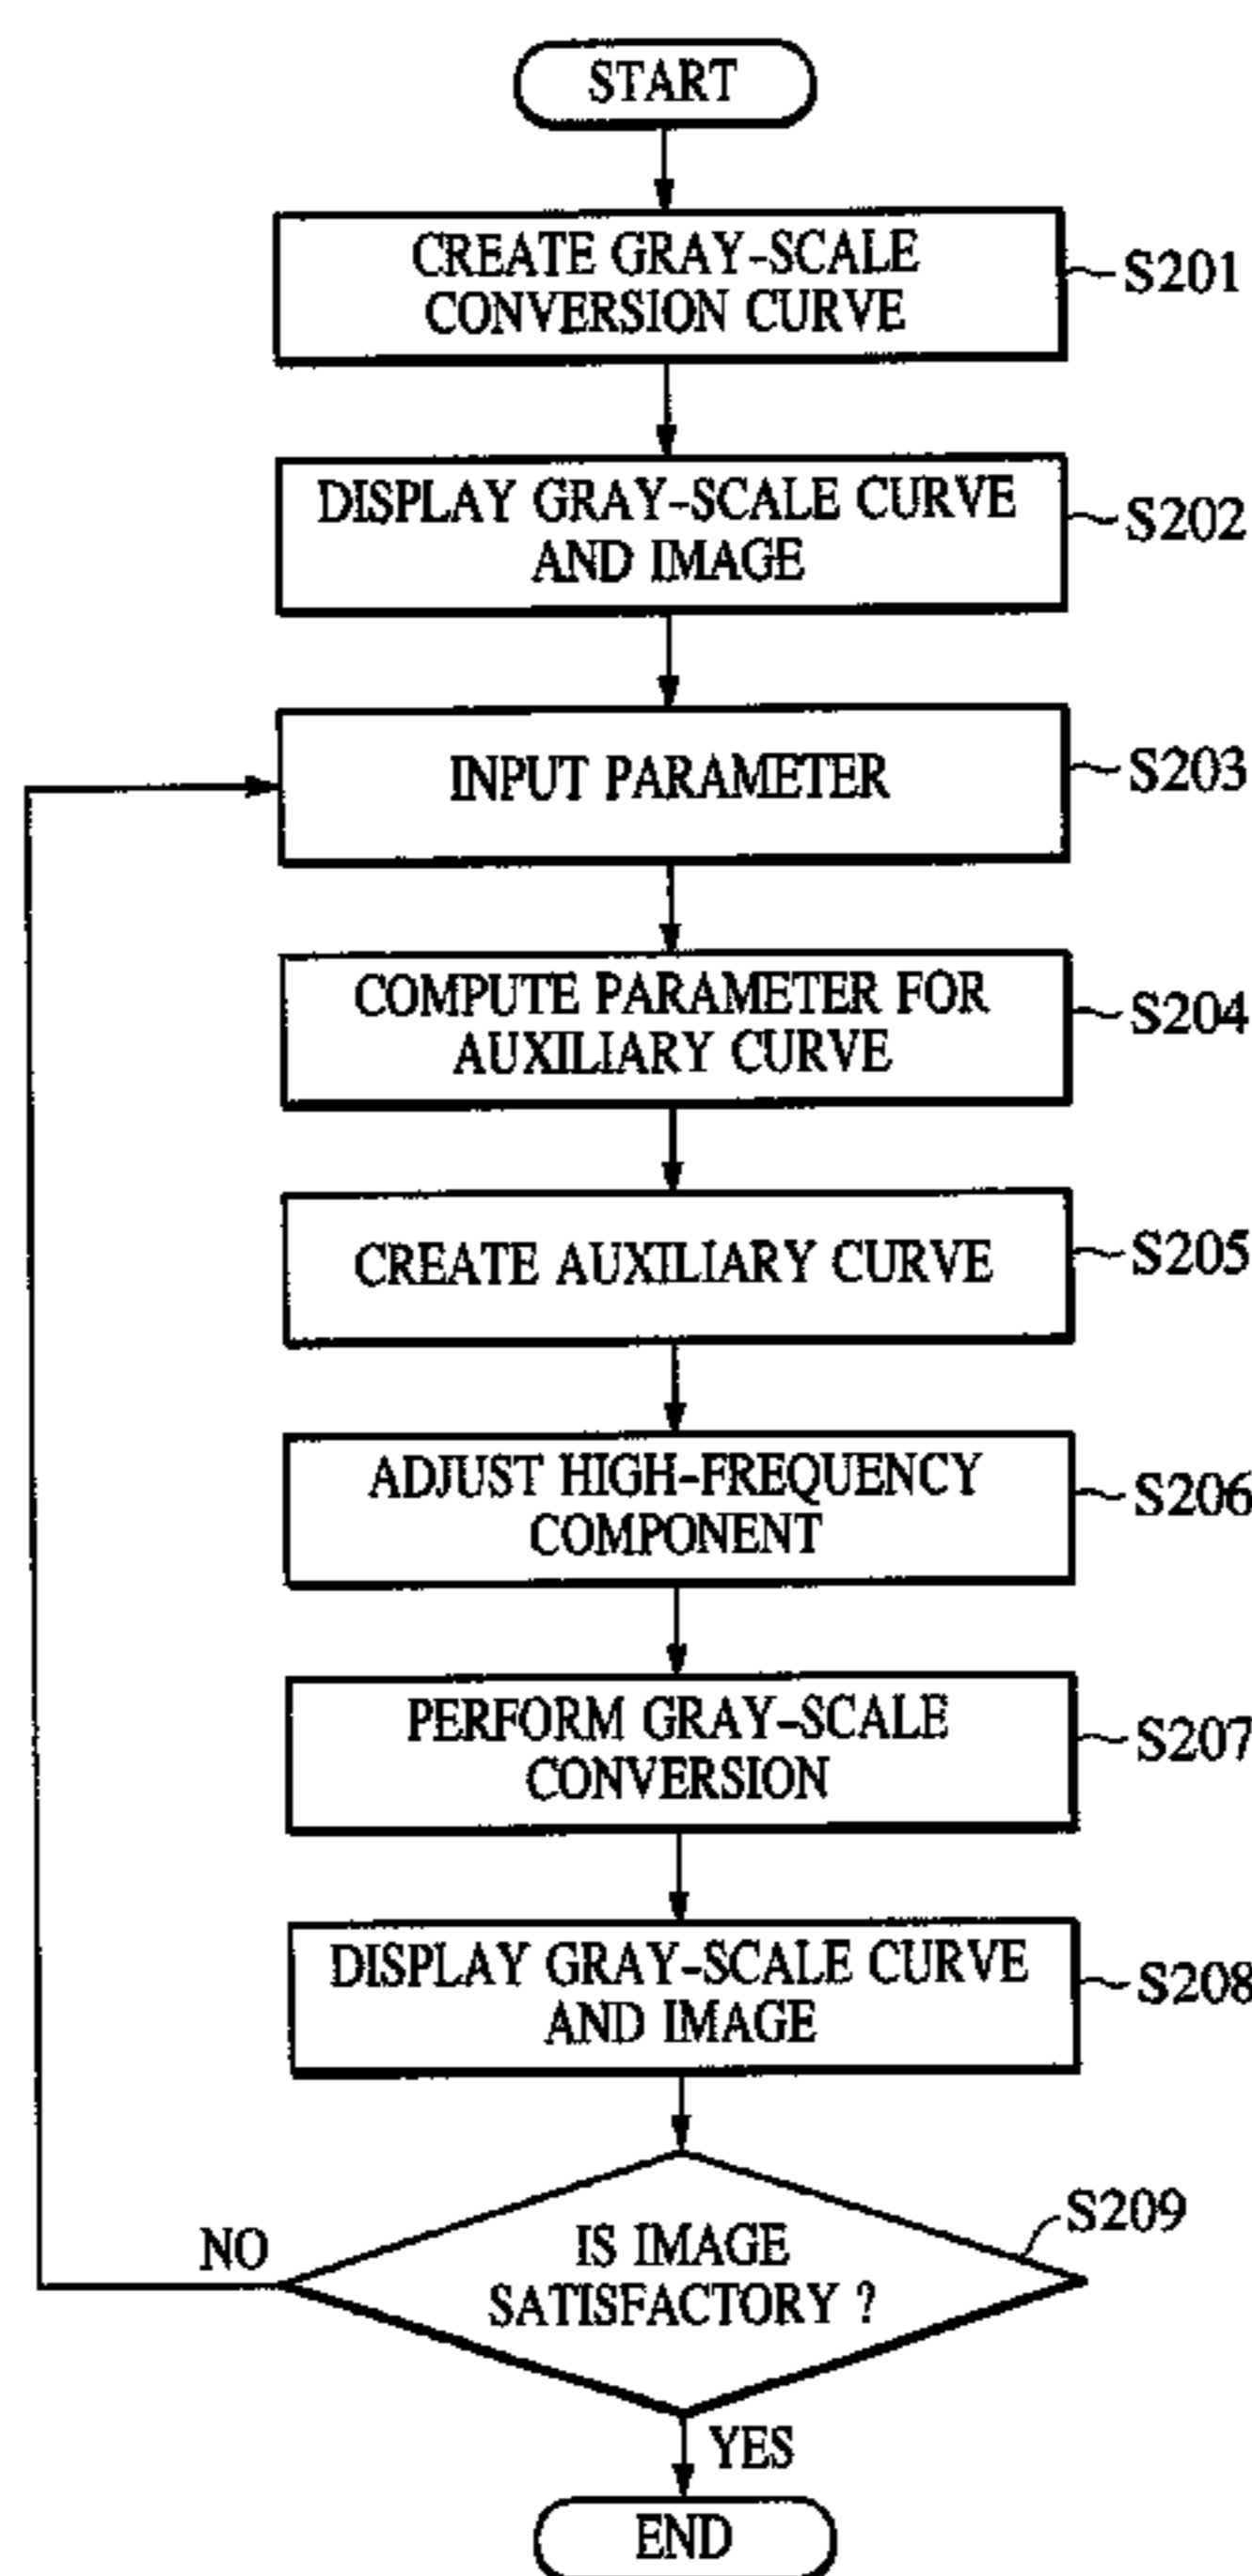 START
CREATE GRAY-SCALE
CONVERSION CURVE
S201
DISPLAY GRAY-SCALE CURVE
AND IMAGE
S202
INPUT PARAMETER
S203
COMPUTE PARAMETER FOR
AUXILIARY CURVE
S204
CREATE AUXILIARY CURVE
S205
ADJUST HIGH-FREQUENCY
COMPONENT
S206
PERFORM GRAY-SCALE
CONVERSION
S207
DISPLAY GRAY-SCALE CURVE
AND IMAGE
S208
IS IMAGE
SATISFACTORY ?
S209
NO
YES
END